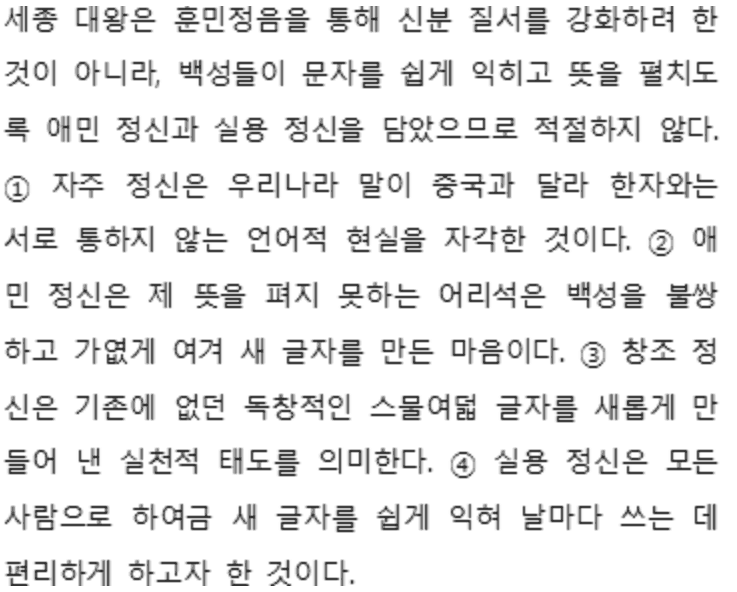 세종 대왕은 훈민정음을 통해 신분 질서를 강화하려 한
것이 아니라, 백성들이 문자를 쉽게 익히고 뜻을 펼치도
록 애민 정신과 실용 정신을 담았으므로 적절하지 않다.
① 자주 정신은 우리나라 말이 중국과 달라 한자와는
서로 통하지 않는 언어적 현실을 자각한 것이다. ② 애
민 정신은 제 뜻을 펴지 못하는 어리석은 백성을 불쌍
하고 가엾게 여겨 새 글자를 만든 마음이다. ③ 창조 정
신은 기존에 없던 독창적인 스물여덟 글자를 새롭게 만
들어 낸 실천적 태도를 의미한다. ④ 실용 정신은 모든
사람으로 하여금 새 글자를 쉽게 익혀 날마다 쓰는 데
편리하게 하고자 한 것이다.